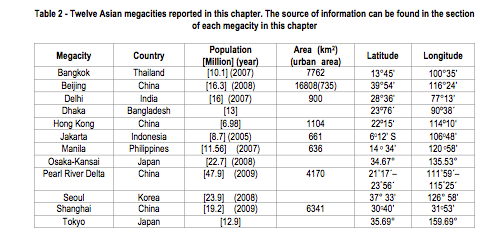 Table 2 - Twelve Asian megacities reported in this chapter. The source of information can be found in the section
of each megacity in this chapter
Megacity Country Population [Million] (year) Area (km²) (urban area) Latitude Longitude
Bangkok Thailand [10.1] (2007) 7762 13°45' 100°35'
Beijing China [16.3] (2008) 16808(735) 39°54' 116°24'
Delhi India [16] (2007) 900 28°36' 77°13'
Dhaka Bangladesh [13] 23°76' 90°38'
Hong Kong China [6.98] 1104 22°15' 114°10'
Jakarta Indonesia [8.7] (2005) 661 6°12' S 106°48'
Manila Philippines [11.56] (2007) 636 14° 34' 120°58'
Osaka-Kansai Japan [22.7] (2008) 34.67° 135.53°
Pearl River Delta China [47.9] (2009) 4170 21°17'– 111°59'–
23°56' 115°25'
Seoul Korea [23.9] (2008) 37° 33' 126° 58'
Shanghai China [19.2] (2009) 6341 30°40' 31°53'
Tokyo Japan [12.9] 35.69° 159.69°